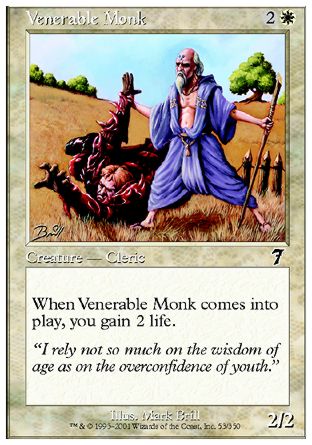 Venerable Monk 2
Brill
Creature — Cleric 7
When Venerable Monk comes into
play, you gain 2 life.
“I rely not so much on the wisdom of
age as on the overconfidence of youth.”
Illus. Mark Brill
2/2
™ & © 1993-2001 Wizards of the Coast, Inc. 53/350